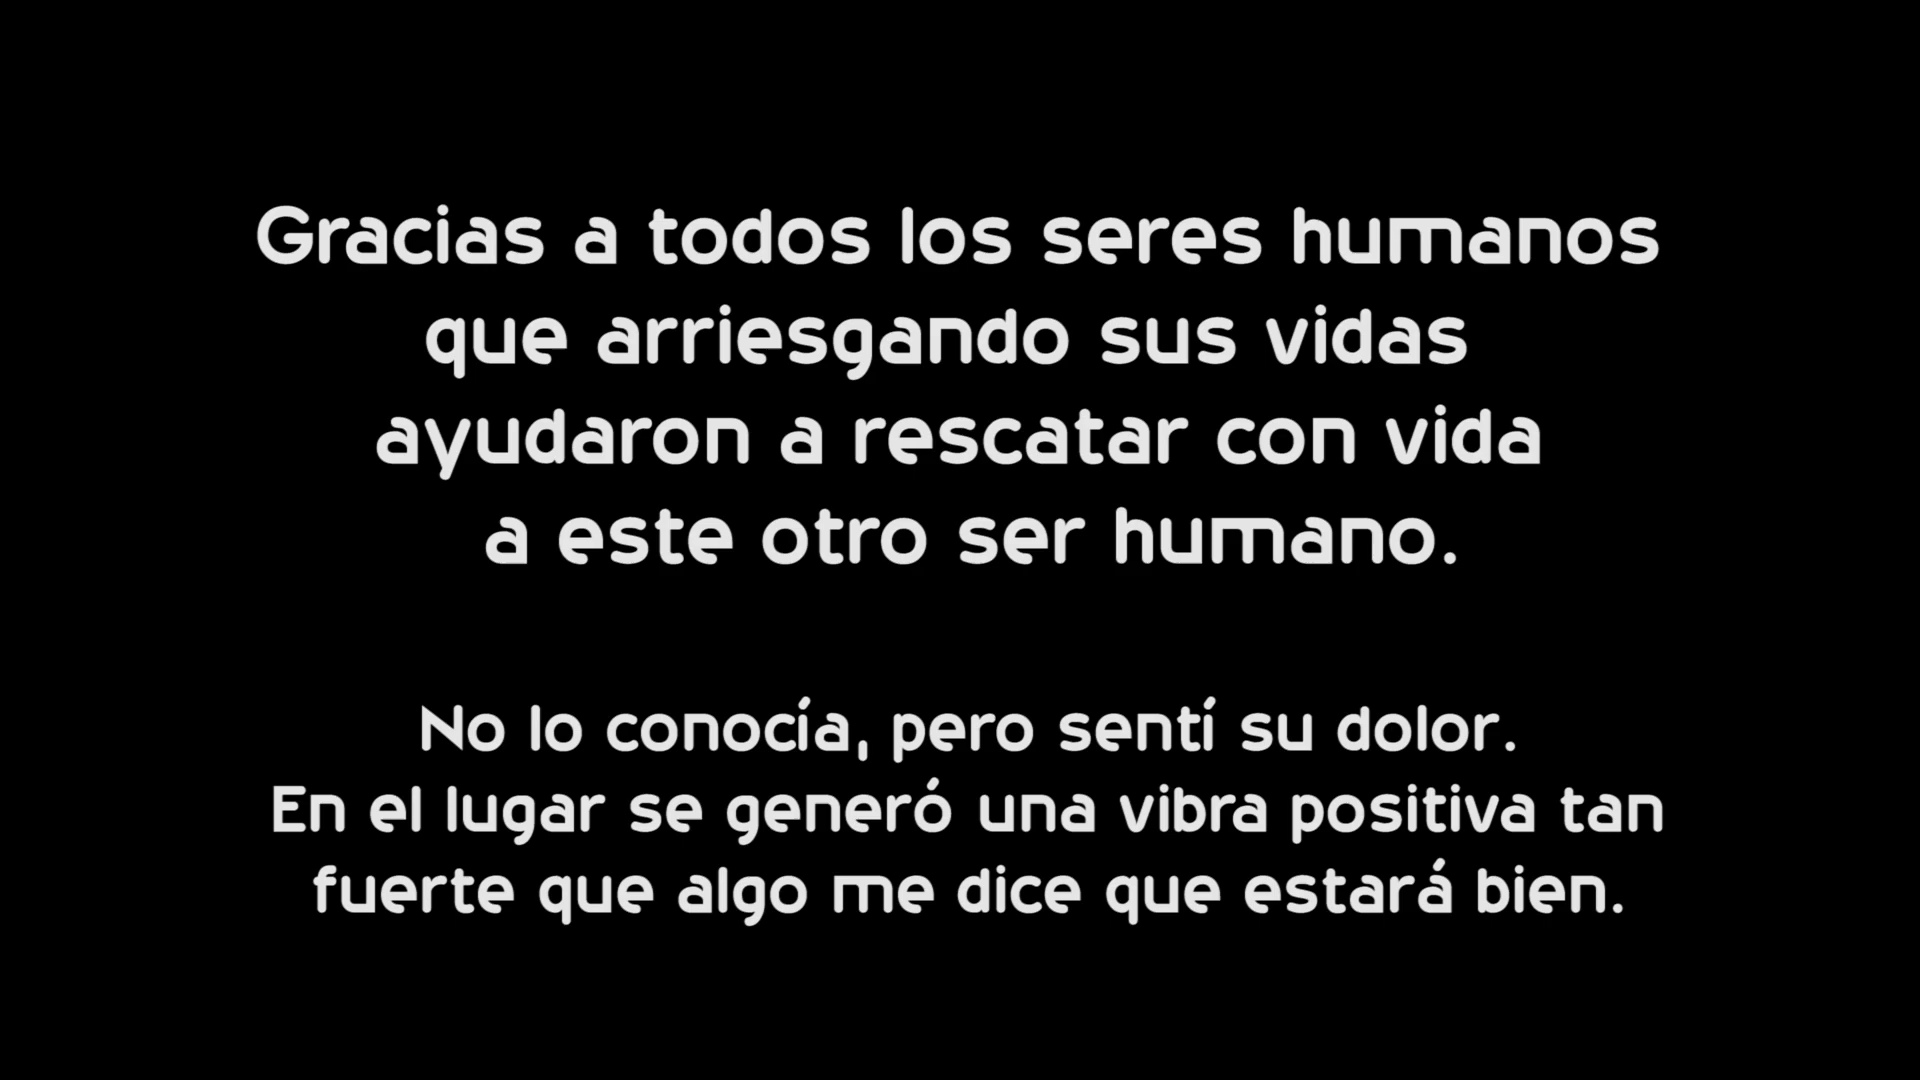 Gracias a todos los seres humanos
que arriesgando sus vidas
ayudaron a rescatar con vida
a este otro ser humano.
No lo conocía, pero sentí su dolor.
En el lugar se generó una vibra positiva tan
fuerte que algo me dice que estará bien.